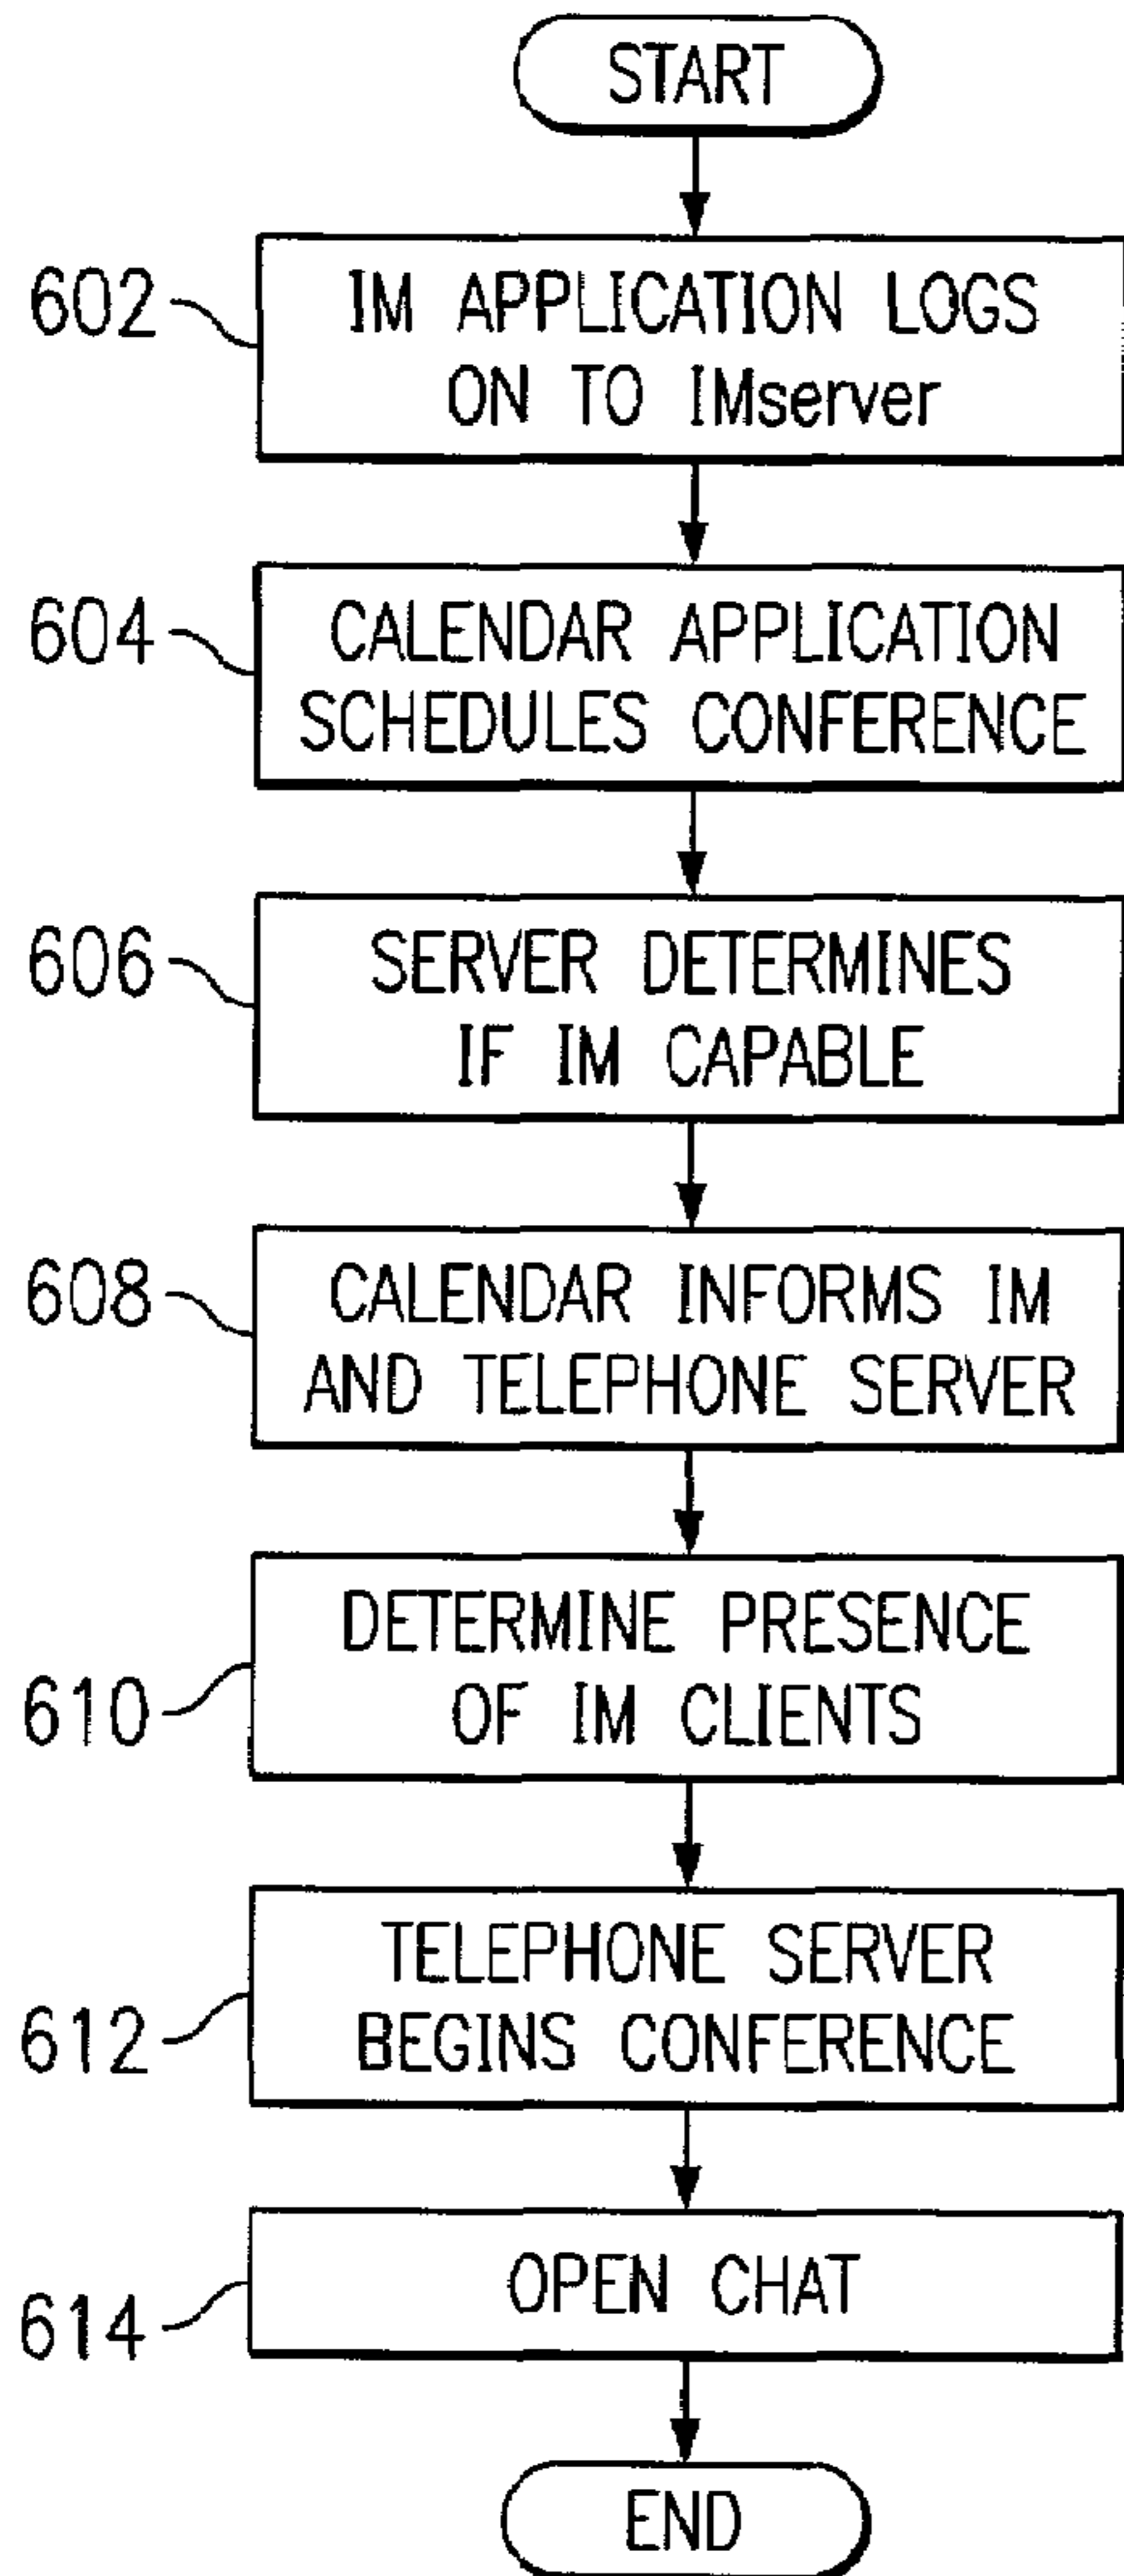 START
602
IM APPLICATION LOGS
ON TO IMserver
604
CALENDAR APPLICATION
SCHEDULES CONFERENCE
606
SERVER DETERMINES
IF IM CAPABLE
608
CALENDAR INFORMS IM
AND TELEPHONE SERVER
610
DETERMINE PRESENCE
OF IM CLIENTS
612
TELEPHONE SERVER
BEGINS CONFERENCE
614
OPEN CHAT
END